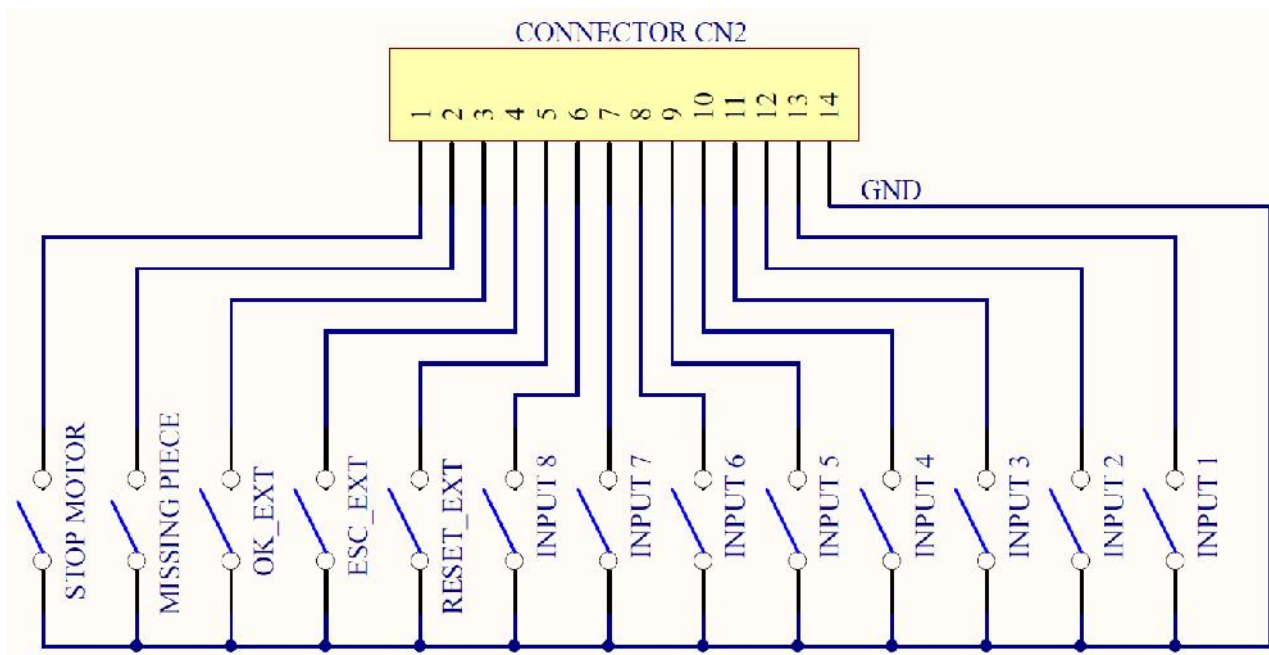 CONNECTOR CN2
1 2 3 4 5 6 7 8 9 10 11 12 13 14
GND
STOP MOTOR
MISSING PIECE
OK_EXT
ESC_EXT
RESET_EXT
INPUT 8
INPUT 7
INPUT 6
INPUT 5
INPUT 4
INPUT 3
INPUT 2
INPUT 1